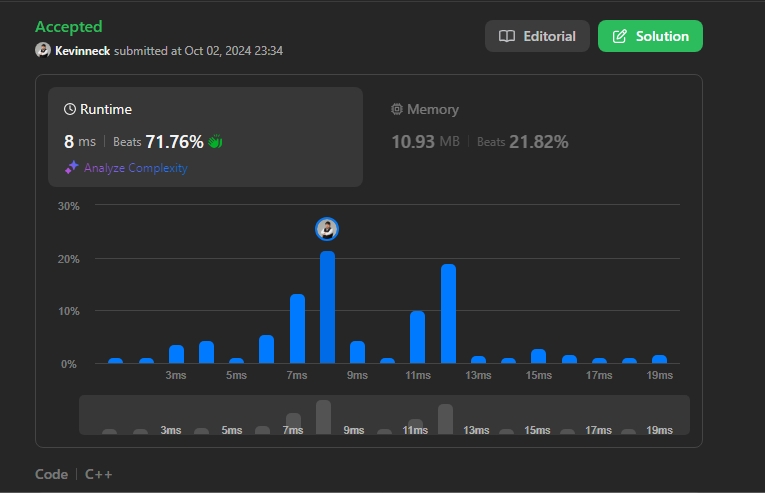 Accepted
Kevinneck submitted at Oct 02, 2024 23:34
Editorial
Solution
Runtime
8 ms | Beats 71.76%
Analyze Complexity
Memory
10.93 MB | Beats 21.82%
30%
20%
10%
0%
3ms 5ms 7ms 9ms 11ms 13ms 15ms 17ms 19ms
3ms 5ms 7ms 9ms 11ms 13ms 15ms 17ms 19ms
Code | C++